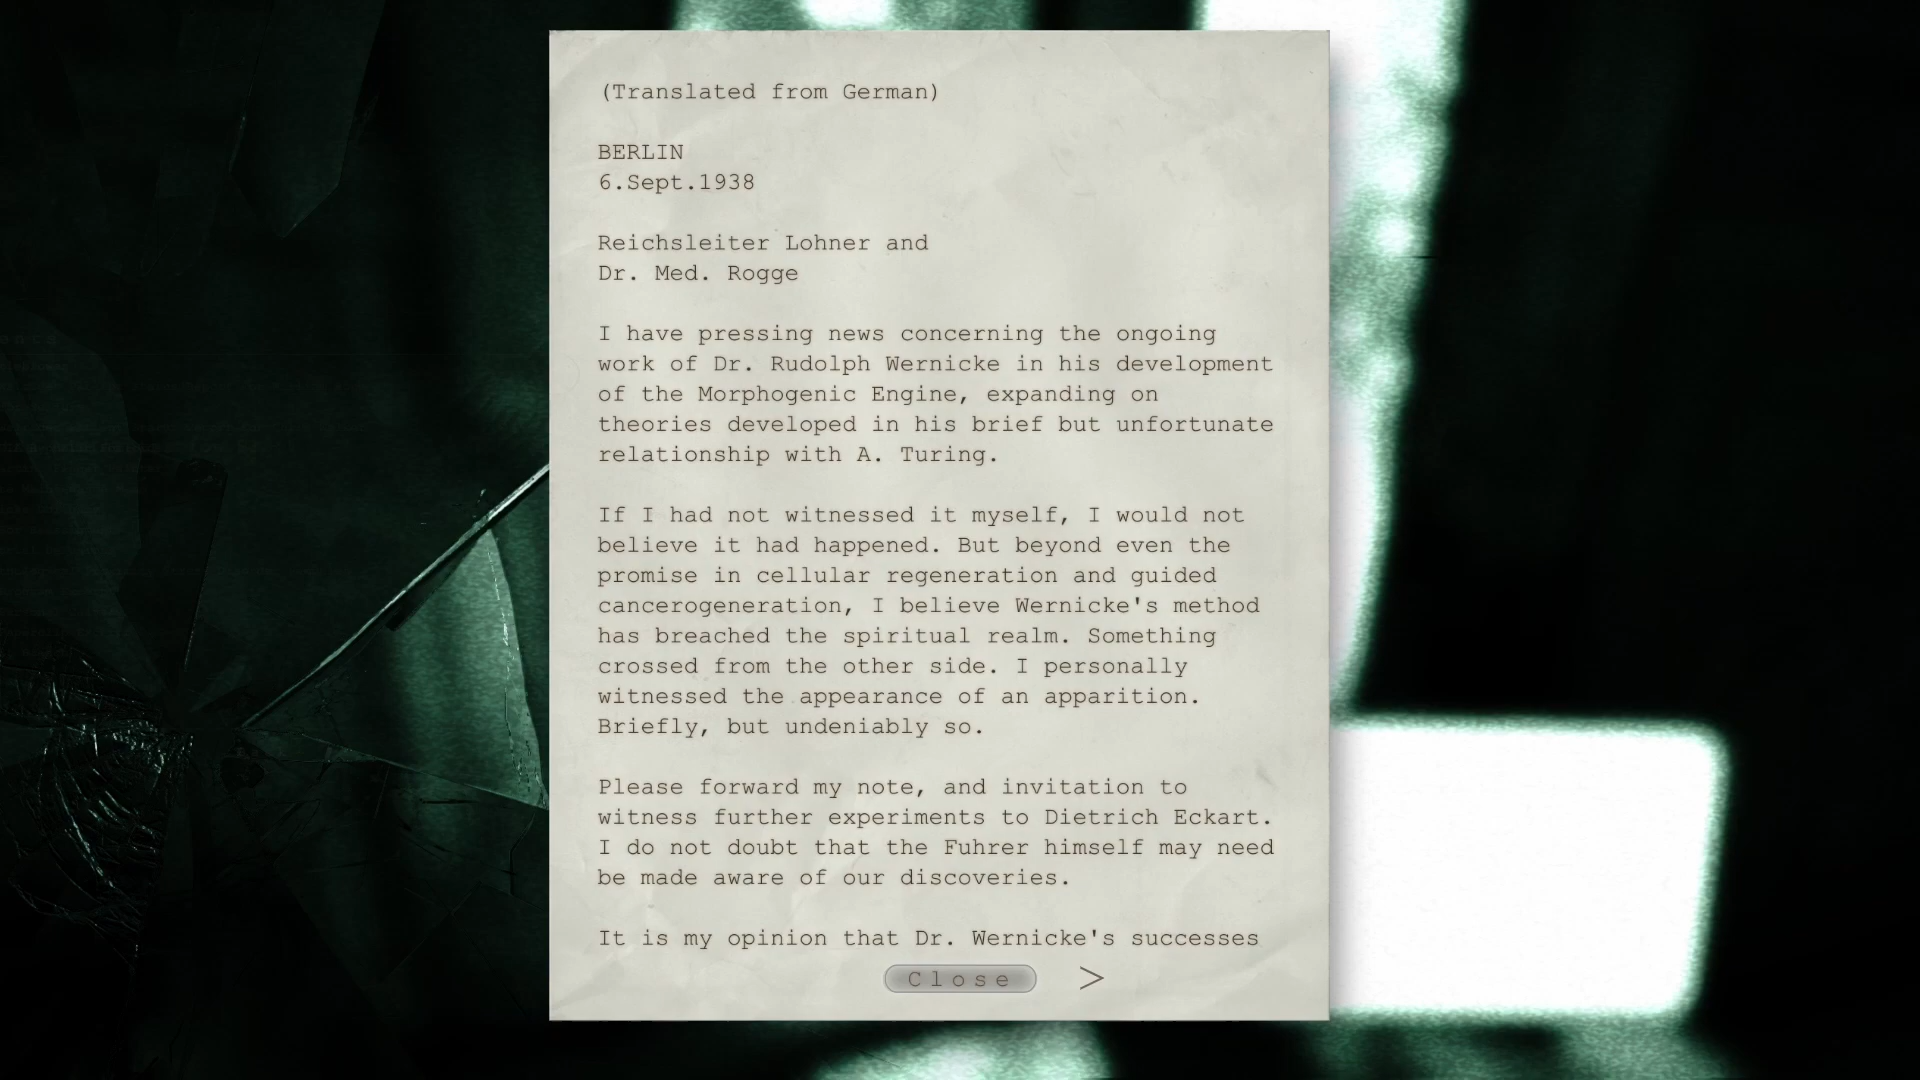 (Translated from German)
BERLIN
6.Sept.1938
Reichsleiter Lohner and
Dr. Med. Rogge
I have pressing news concerning the ongoing
work of Dr. Rudolph Wernicke in his development
of the Morphogenic Engine, expanding on
theories developed in his brief but unfortunate
relationship with A. Turing.
If I had not witnessed it myself, I would not
believe it had happened. But beyond even the
promise in cellular regeneration and guided
cancerogeneration, I believe Wernicke's method
has breached the spiritual realm. Something
crossed from the other side. I personally
witnessed the appearance of an apparition.
Briefly, but undeniably so.
Please forward my note, and invitation to
witness further experiments to Dietrich Eckart.
I do not doubt that the Fuhrer himself may need
be made aware of our discoveries.
It is my opinion that Dr. Wernicke's successes
Close >